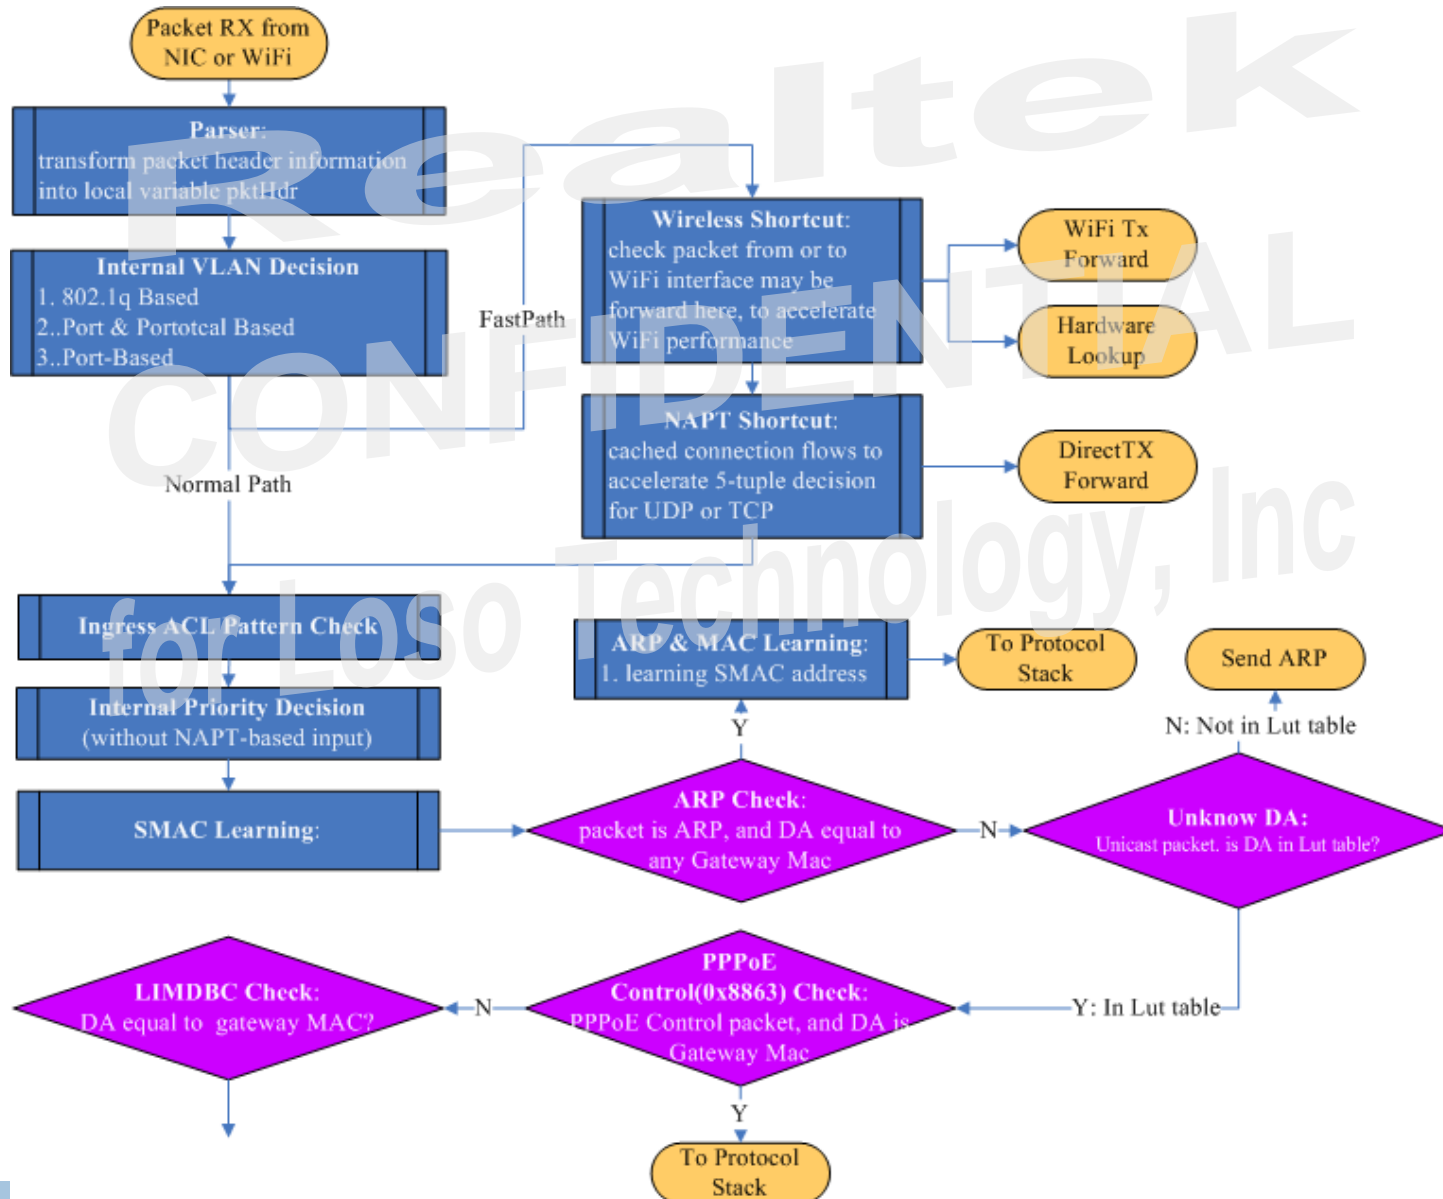 Packet RX from
NIC or WiFi
Parser:
transform packet header information
into local variable pktHdr
Internal VLAN Decision
1. 802.1q Based
2..Port & Portotcal Based
3..Port-Based
FastPath
Wireless Shortcut:
check packet from or to
WiFi interface may be
forward here, to accelerate
WiFi performance
WiFi Tx
Forward
Hardware
Lookup
NAPT Shortcut:
cached connection flows to
accelerate 5-tuple decision
for UDP or TCP
DirectTX
Forward
Normal Path
Ingress ACL Pattern Check
Internal Priority Decision
(without NAPT-based input)
SMAC Learning:
ARP & MAC Learning:
1. learning SMAC address
To Protocol
Stack
Send ARP
Y
N: Not in Lut table
ARP Check:
packet is ARP, and DA equal to
any Gateway Mac
N
Unknow DA:
Unicast packet. is DA in Lut table?
Y: In Lut table
PPPoE
Control(0x8863) Check:
PPPoE Control packet, and DA is
Gateway Mac
N
LIMDBC Check:
DA equal to gateway MAC?
Y
To Protocol
Stack
Realtek
CONFIDENTIAL
for Loso Technology, Inc